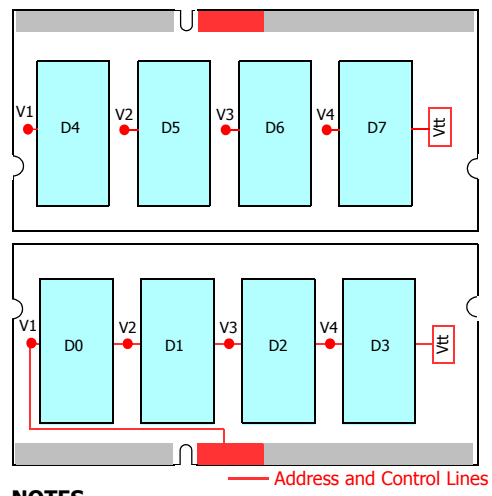 V1 D4 V2 D5 V3 D6 V4 D7 Vtt
V1 D0 V2 D1 V3 D2 V4 D3 Vtt
Address and Control Lines
NOTES